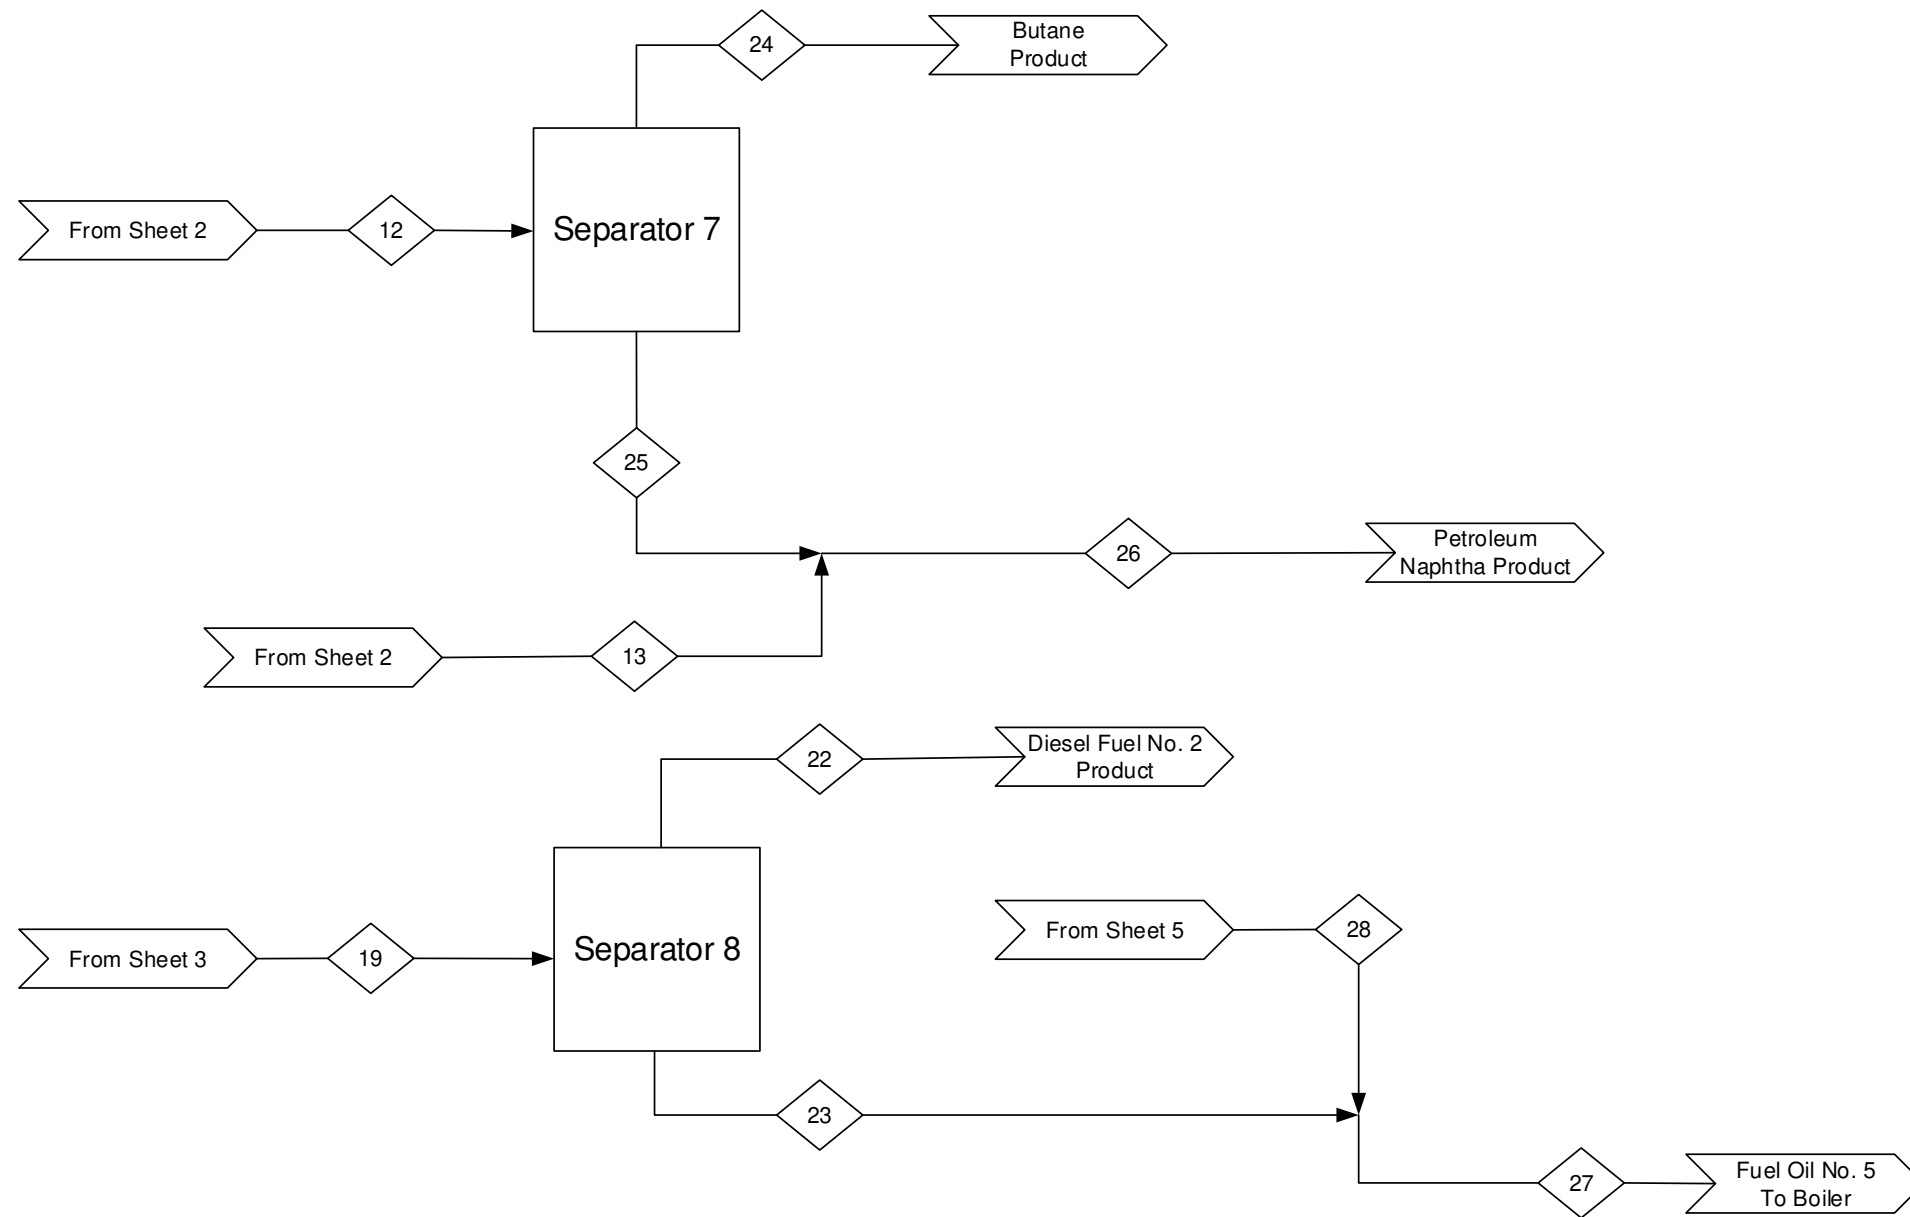 24
Butane
Product
From Sheet 2
12
Separator 7
25
26
Petroleum
Naphtha Product
From Sheet 2
13
22
Diesel Fuel No. 2
Product
From Sheet 3
19
Separator 8
From Sheet 5
28
23
27
Fuel Oil No. 5
To Boiler